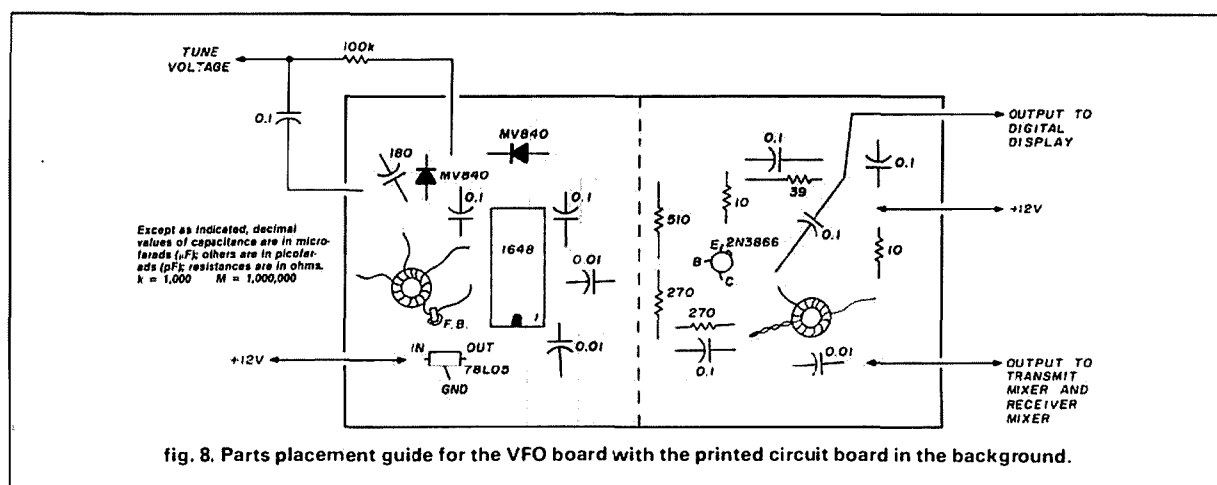 TUNE
VOLTAGE
100k
0.1
180
MV840
MV840
0.1
0.1
1648
0.01
1
F.B.
0.01
+12V
IN
OUT
78L05
GND
Except as indicated, decimal
values of capacitance are in micro-
farads (μF); others are in picofar-
ads (pF); resistances are in ohms.
k = 1,000 M = 1,000,000
0.1
39
10
510
E
2N3866
B
C
270
270
0.1
0.1
0.1
10
0.01
OUTPUT TO
DIGITAL
DISPLAY
+12V
OUTPUT TO
TRANSMIT
MIXER AND
RECEIVER
MIXER
fig. 8. Parts placement guide for the VFO board with the printed circuit board in the background.